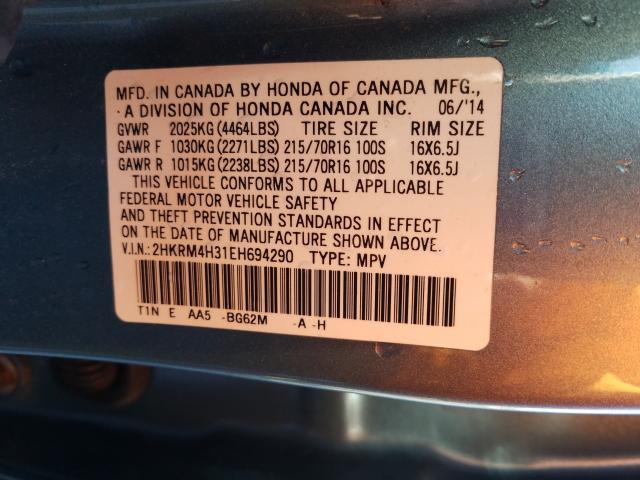 MFD. IN CANADA BY HONDA OF CANADA MFG.,
A DIVISION OF HONDA CANADA INC. 06/'14
GVWR 2025KG (4464LBS) TIRE SIZE RIM SIZE
GAWR F 1030KG (2271LBS) 215/70R16 100S 16X6.5J
GAWR R 1015KG (2238LBS) 215/70R16 100S 16X6.5J
THIS VEHICLE CONFORMS TO ALL APPLICABLE
FEDERAL MOTOR VEHICLE SAFETY
AND THEFT PREVENTION STANDARDS IN EFFECT
ON THE DATE OF MANUFACTURE SHOWN ABOVE.
V.I.N.:2HKRM4H31EH694290 TYPE: MPV
T1N E AA5 -BG62M -A -H